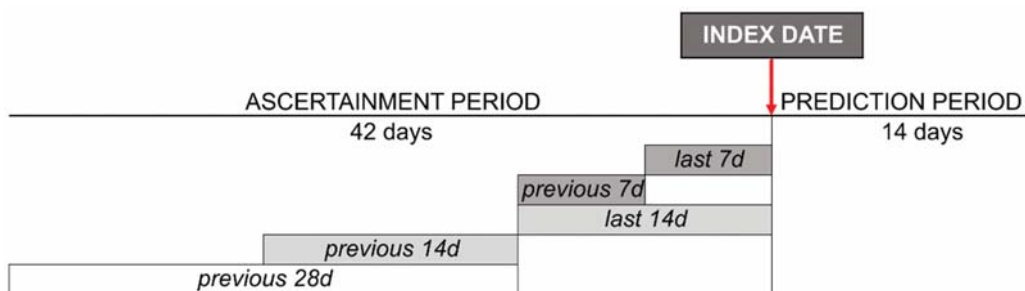 INDEX DATE
ASCERTAINMENT PERIOD PREDICTION PERIOD
42 days 14 days
last 7d
previous 7d
last 14d
previous 14d
previous 28d